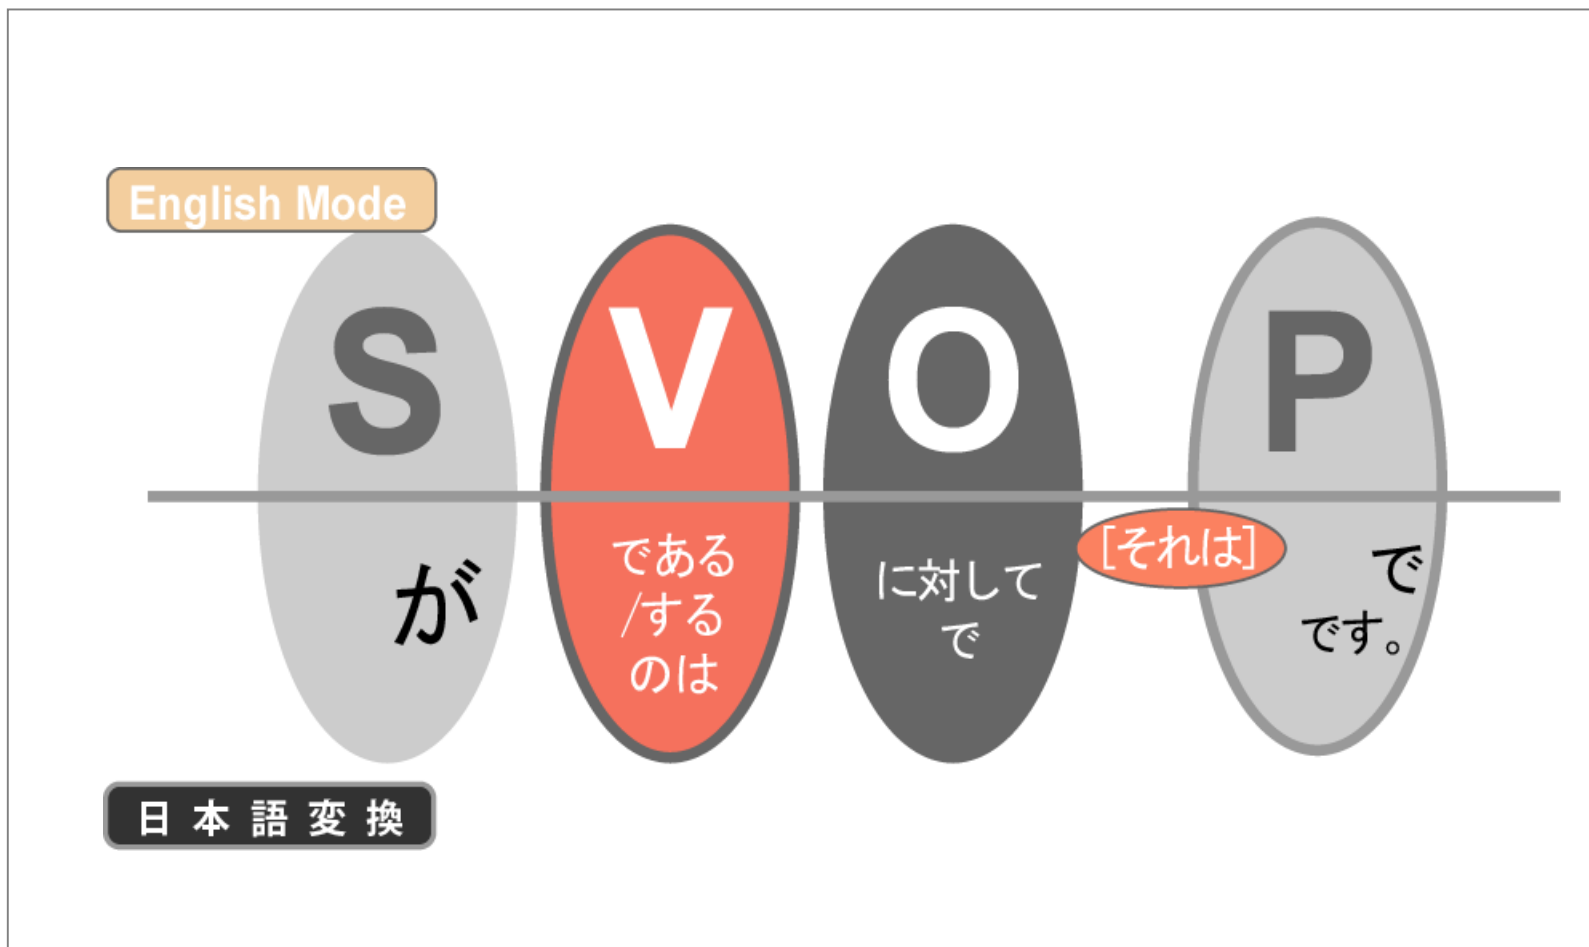 English Mode
S V O P
が
である
/する
のは
に対して
で
[それは]
で
です。
日本語変換